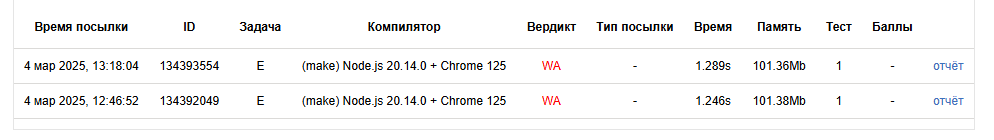 Время посылки ID Задача Компилятор Вердикт Тип посылки Время Память Тест Баллы
4 мар 2025, 13:18:04 134393554 E (make) Node.js 20.14.0 + Chrome 125 WA - 1.289s 101.36Mb 1 - отчёт
4 мар 2025, 12:46:52 134392049 E (make) Node.js 20.14.0 + Chrome 125 WA - 1.246s 101.38Mb 1 - отчёт